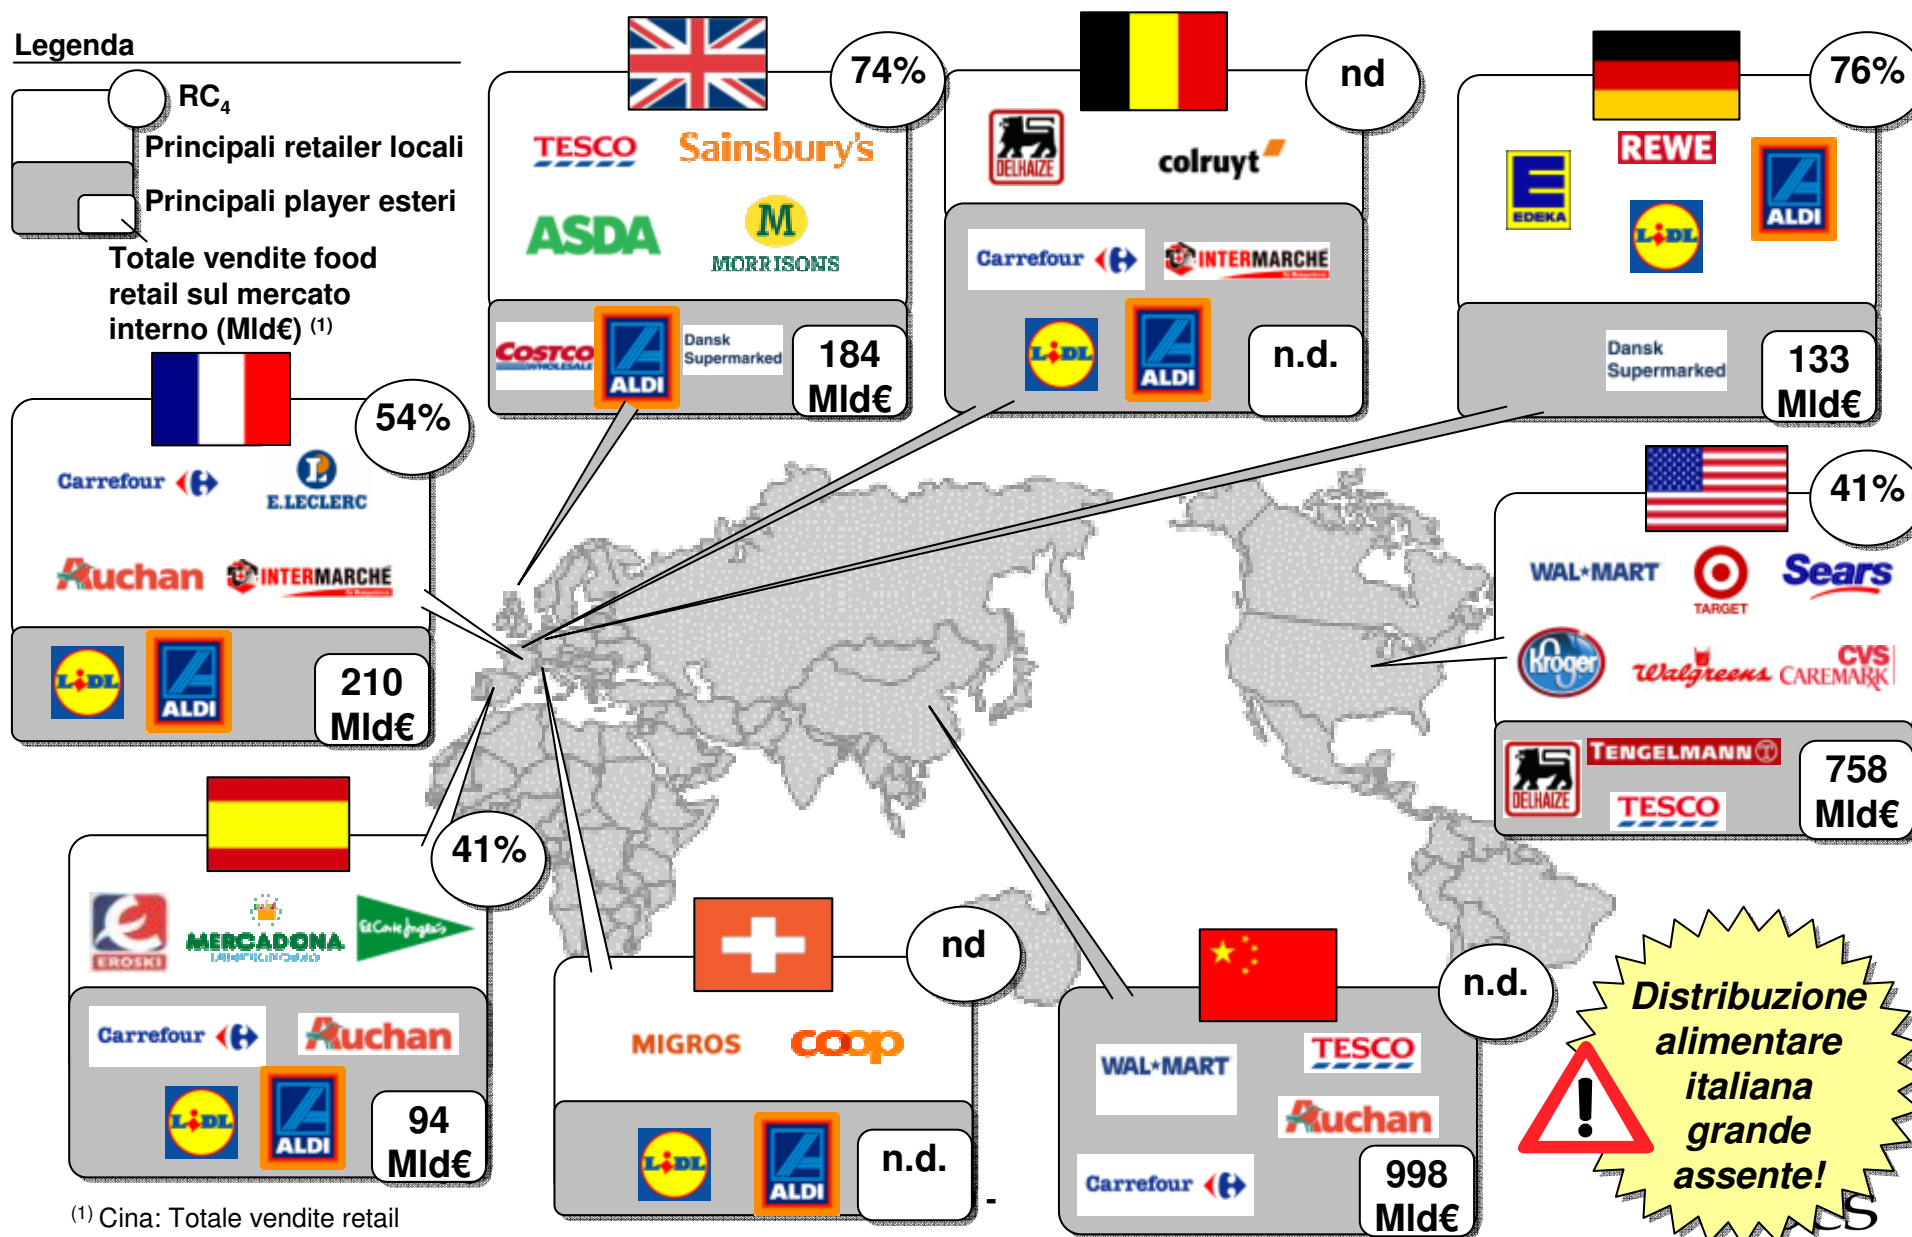 Legenda
RC4
Principali retailer locali
Principali player esteri
Totale vendite food
retail sul mercato
interno (Mld€) (1)
74%
TESCO
Sainsbury's
ASDA
M
MORRISONS
COSTCO
WHOLESALE
ALDI
Dansk
Supermarked
184
Mld€
nd
DELHAIZE
colruyt
Carrefour
INTERMARCHÉ
LIDL
ALDI
n.d.
76%
EDEKA
REWE
LIDL
ALDI
Dansk
Supermarked
133
Mld€
54%
Carrefour
E.LECLERC
Auchan
INTERMARCHÉ
LIDL
ALDI
210
Mld€
41%
WAL★MART
TARGET
Sears
Kroger
Walgreens
CVS
CAREMARK
DELHAIZE
TENGELMANN
TESCO
758
Mld€
41%
EROSKI
MERCADONA
El Corte Inglés
Carrefour
Auchan
LIDL
ALDI
94
Mld€
nd
MIGROS
coop
LIDL
ALDI
n.d.
-
n.d.
WAL★MART
TESCO
Auchan
Carrefour
998
Mld€
Distribuzione
alimentare
italiana
grande
assente!
(1) Cina: Totale vendite retail